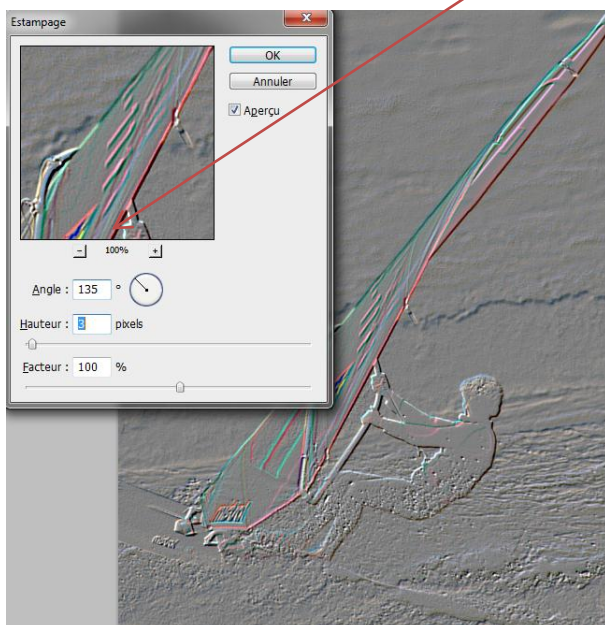 Estampage
OK
Annuler
Aperçu
100%
Angle : 135 °
Hauteur : 3 pixels
Facteur : 100 %